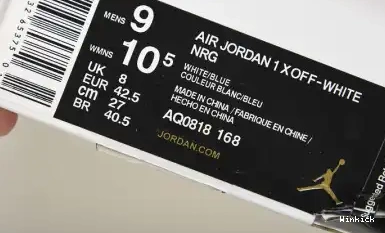 MENS 9
WMNS 10 5
UK 8
EUR 42.5
cm 27
BR 40.5
AIR JORDAN 1 X OFF-WHITE
NRG
WHITE/BLUE
COULEUR BLANC/BLEU
MADE IN CHINA / FABRIQUE EN CHINE /
HECHO EN CHINA
AQ0818 168
JORDAN.COM
Winkick